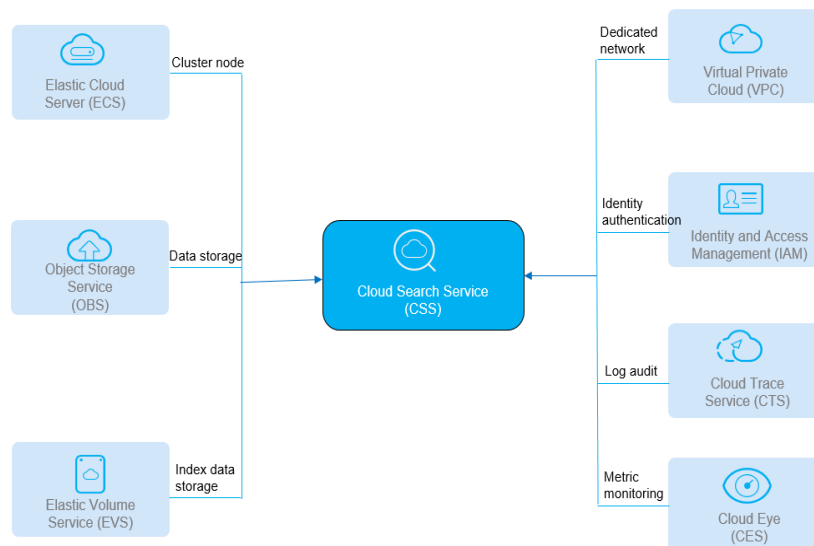 Elastic Cloud
Server (ECS)
Cluster node
Object Storage
Service
(OBS)
Data storage
Elastic Volume
Service (EVS)
Index data
storage
Cloud Search Service
(CSS)
Dedicated
network
Virtual Private
Cloud (VPC)
Identity
authentication
Identity and Access
Management (IAM)
Log audit
Cloud Trace
Service (CTS)
Metric
monitoring
Cloud Eye
(CES)